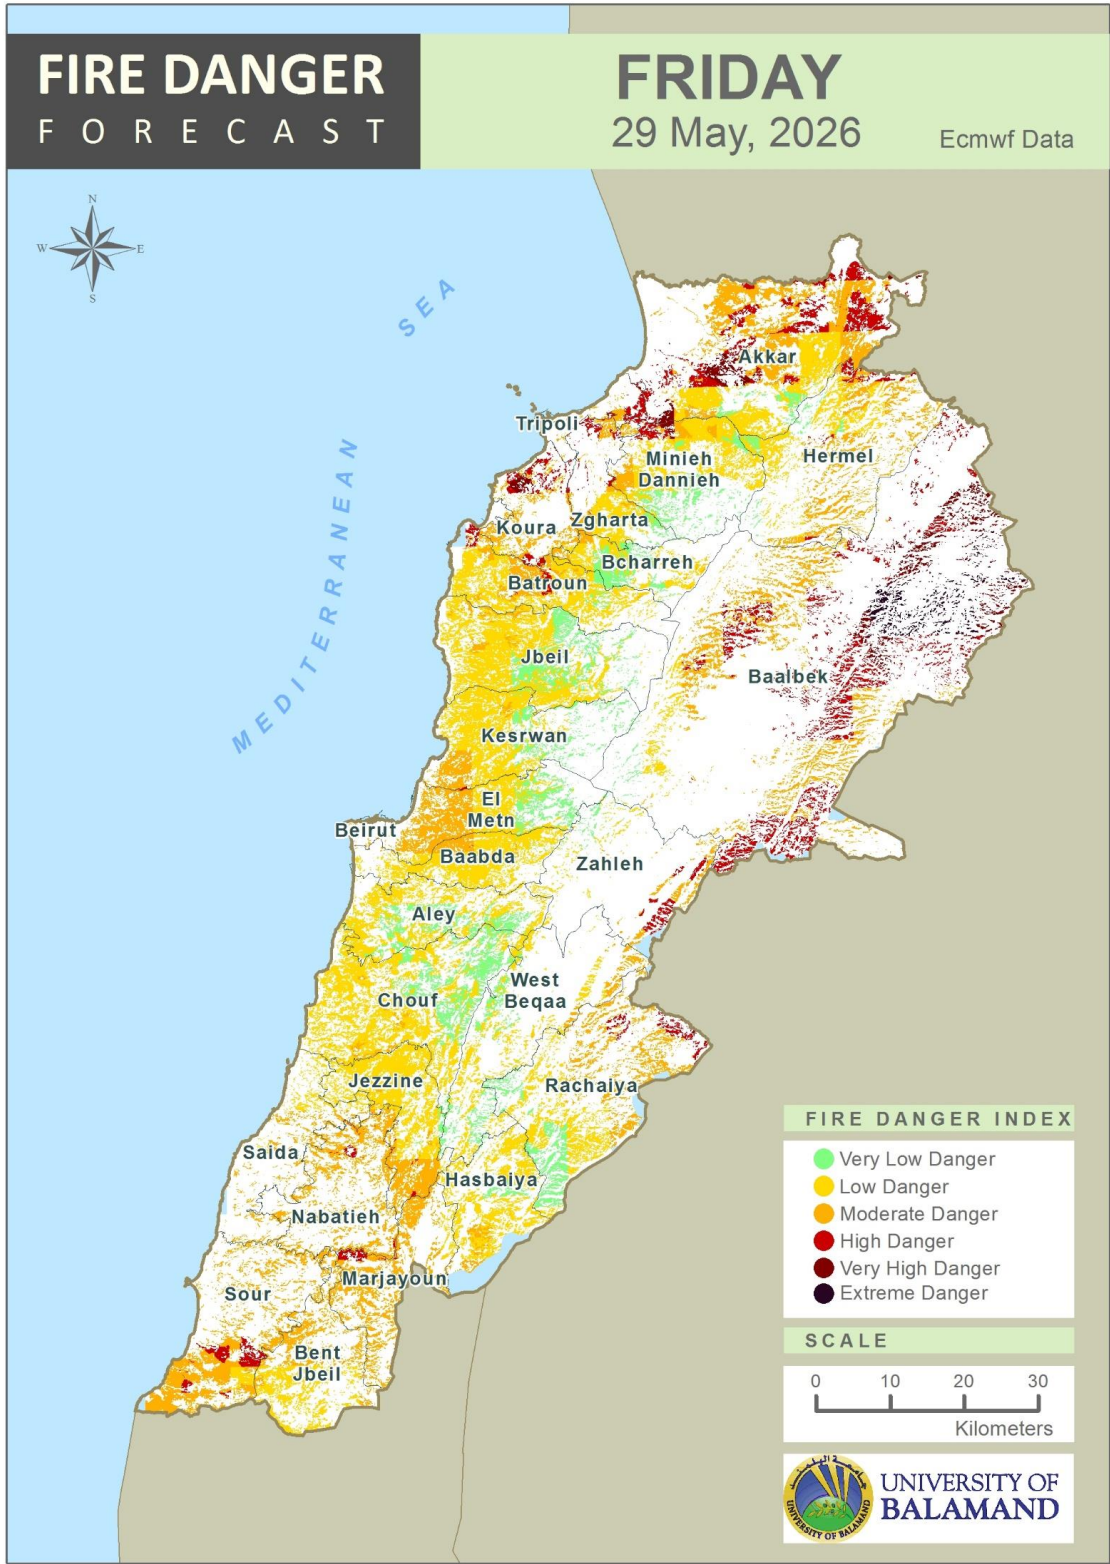 FIRE DANGER
FORECAST
FRIDAY
29 May, 2026
Ecmwf Data
N
W
E
S
MEDITERRANEAN SEA
Akkar
Tripoli
Minieh
Dannieh
Hermel
Koura
Zgharta
Bcharreh
Batroun
Jbeil
Baalbek
Kesrwan
El
Metn
Beirut
Baabda
Zahleh
Aley
West
Beqaa
Chouf
Jezzine
Rachaiya
Saida
Hasbaiya
Nabatieh
Marjayoun
Sour
Bent
Jbeil
FIRE DANGER INDEX
Very Low Danger
Low Danger
Moderate Danger
High Danger
Very High Danger
Extreme Danger
SCALE
0 10 20 30
Kilometers
UNIVERSITY OF
BALAMAND
UNIVERSITY OF BALAMAND